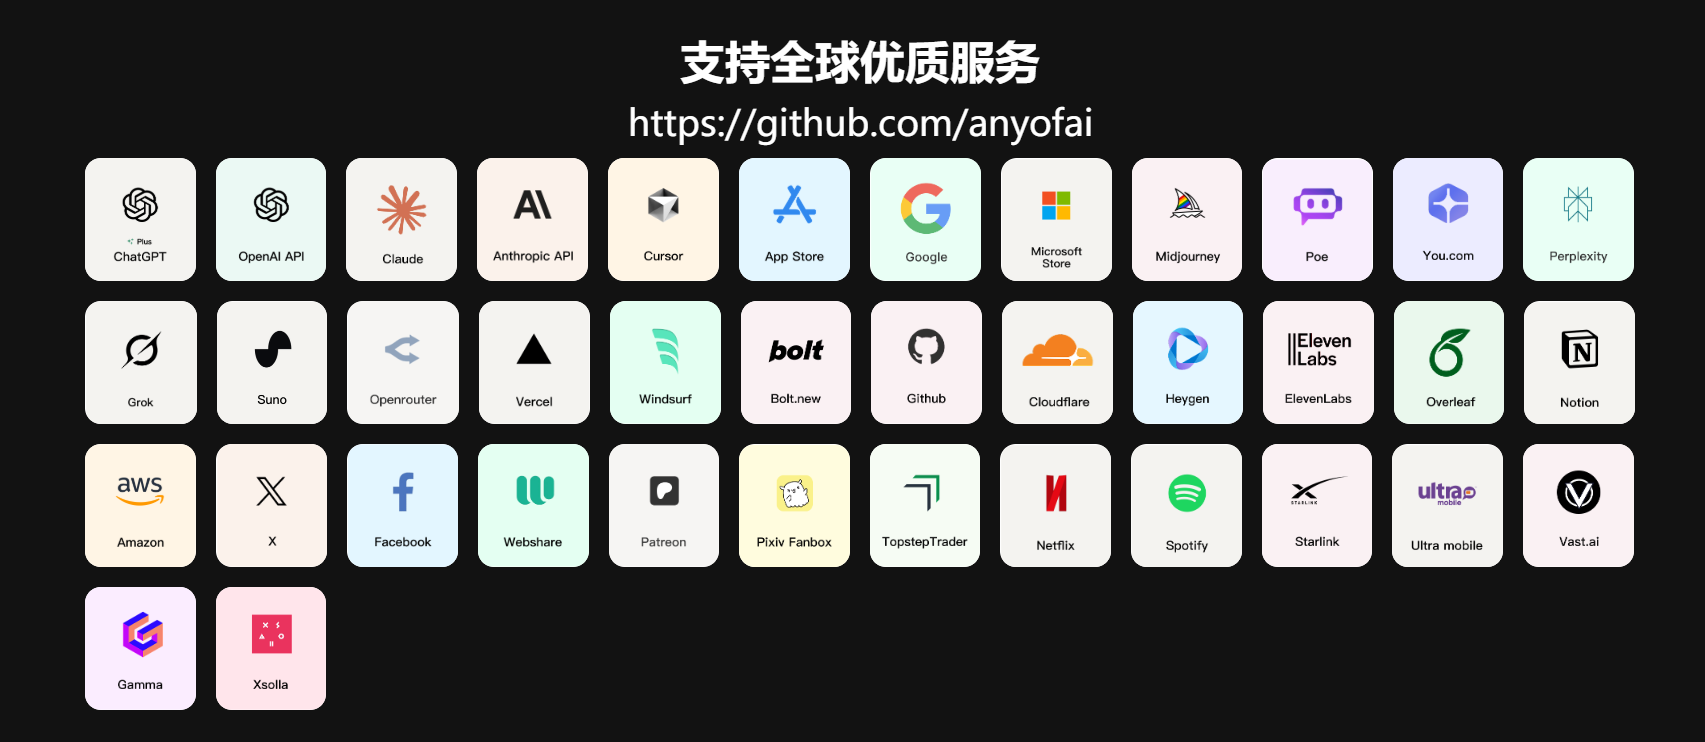 支持全球优质服务
https://github.com/anyofai
Plus
ChatGPT
OpenAI API
Claude
Anthropic API
Cursor
App Store
Google
Microsoft
Store
Midjourney
Poe
You.com
Perplexity
Grok
Suno
Openrouter
Vercel
Windsurf
bolt
Bolt.new
Github
Cloudflare
Heygen
Eleven
Labs
ElevenLabs
Overleaf
N
Notion
aws
Amazon
X
Facebook
Webshare
Patreon
Pixiv Fanbox
TopstepTrader
Netflix
Spotify
STARLINK
Starlink
ultra
mobile
Ultra mobile
Vast.ai
Gamma
XSOLLA
Xsolla